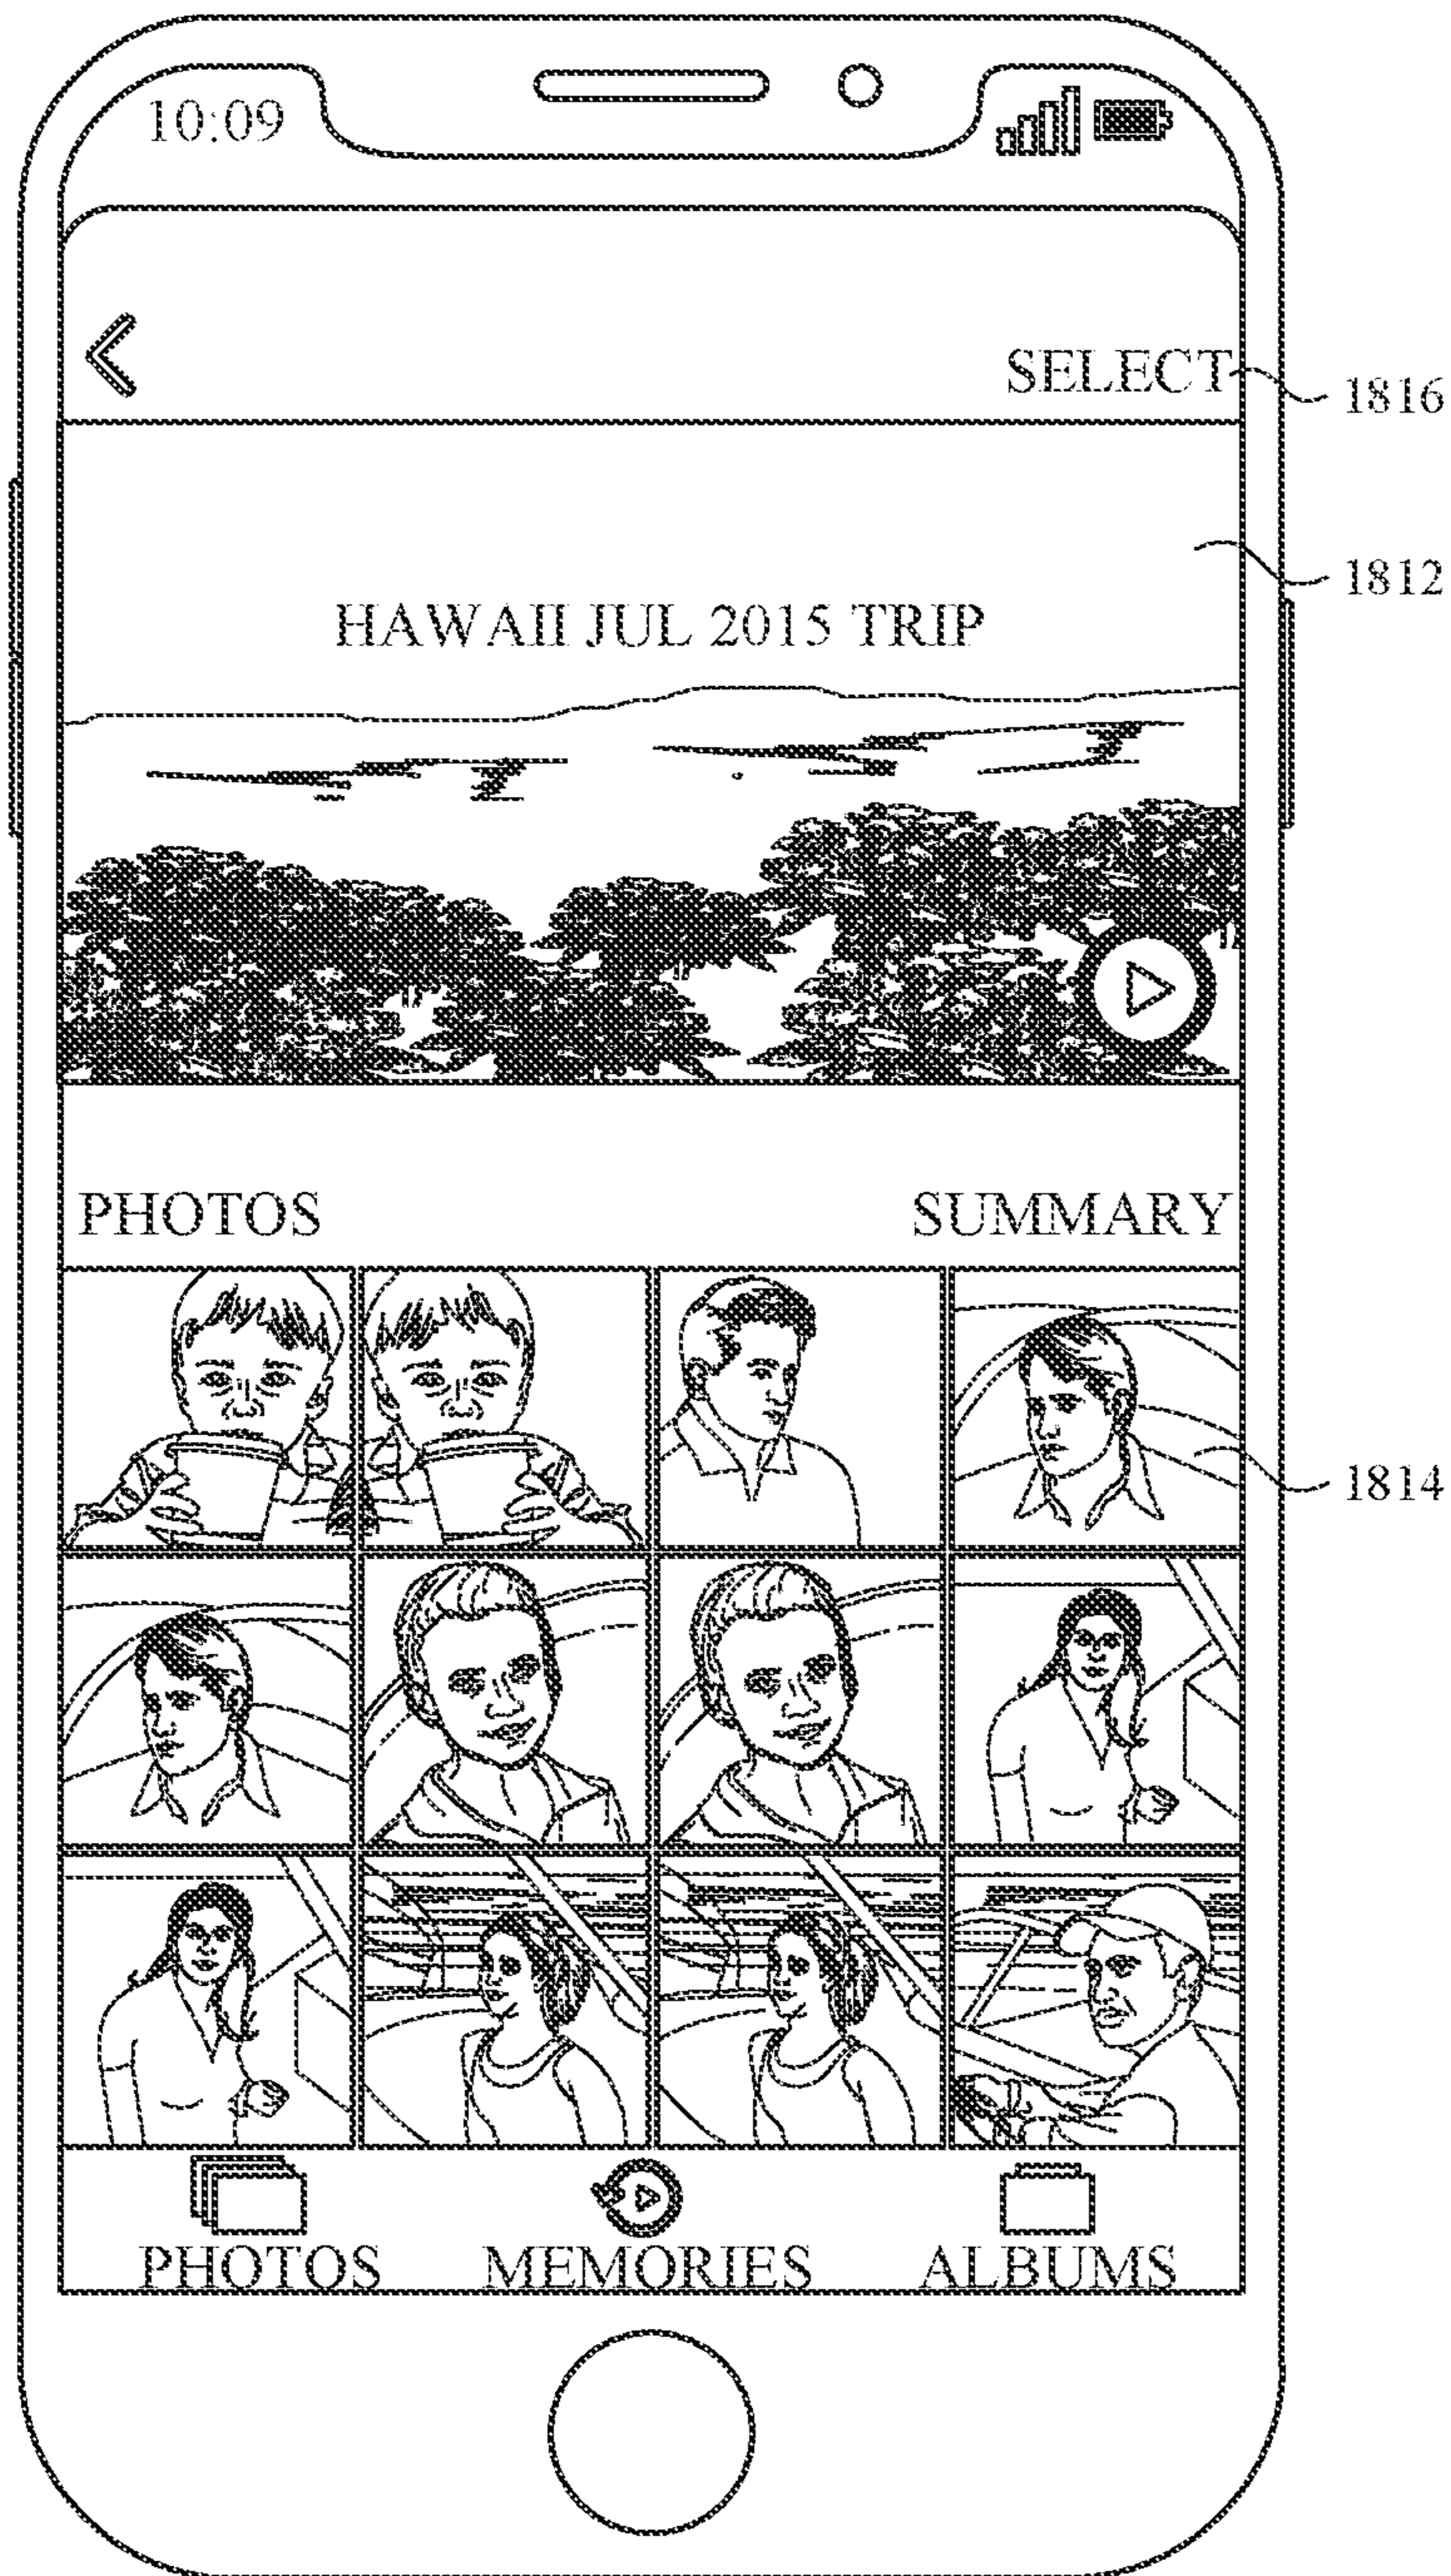 10:09
SELECT
1816
1812
HAWAII JUL 2015 TRIP
PHOTOS SUMMARY
1814
PHOTOS MEMORIES ALBUMS